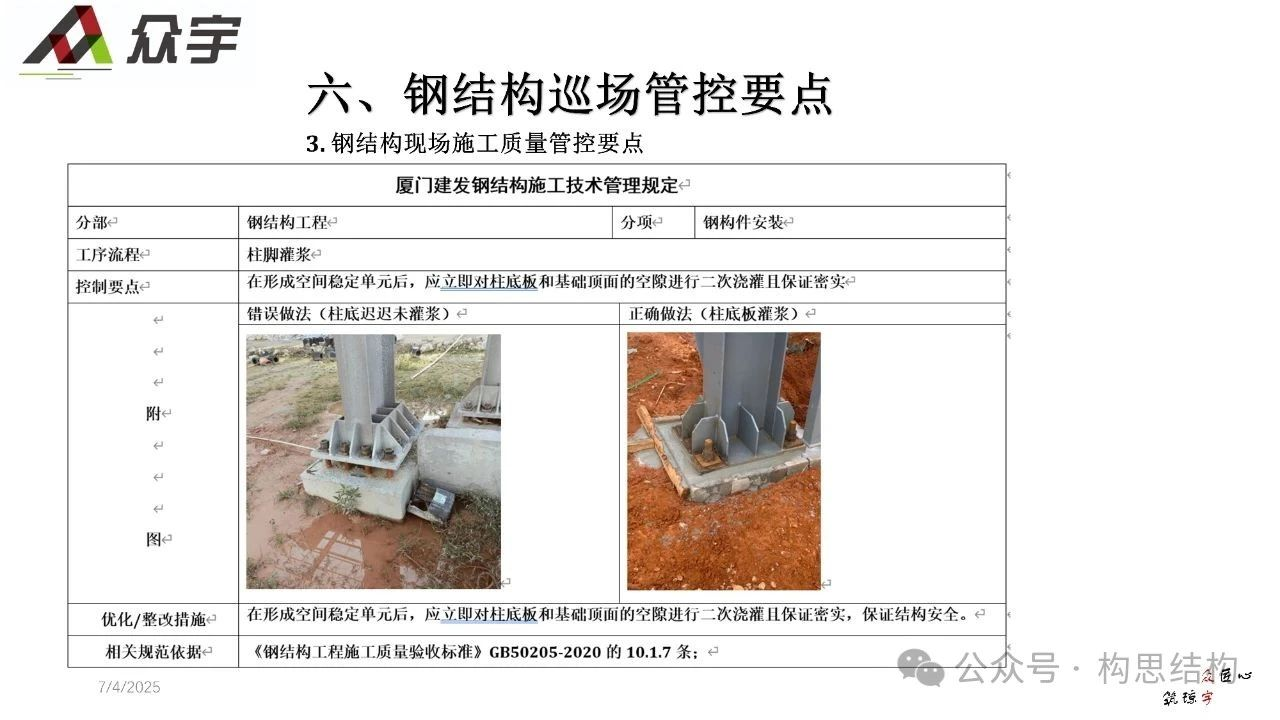 众宇
六、钢结构巡场管控要点
3. 钢结构现场施工质量管控要点
厦门建发钢结构施工技术管理规定
分部 钢结构工程 分项 钢构件安装
工序流程 柱脚灌浆
控制要点 在形成空间稳定单元后，应立即对柱底板和基础顶面的空隙进行二次浇灌且保证密实
错误做法（柱底迟迟未灌浆） 正确做法（柱底板灌浆）
附
图
优化/整改措施 在形成空间稳定单元后，应立即对柱底板和基础顶面的空隙进行二次浇灌且保证密实，保证结构安全。
相关规范依据 《钢结构工程施工质量验收标准》GB50205-2020 的 10.1.7 条；
公众号 · 构思结构
7/4/2025
众匠心
筑琼宇